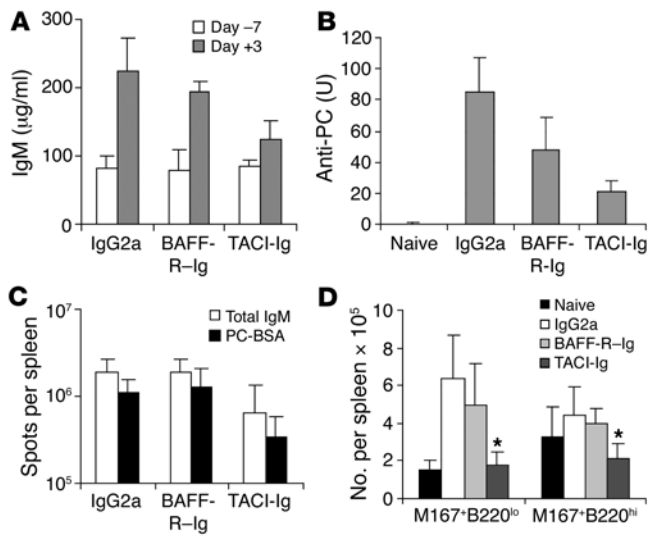 A
Day –7
Day +3
IgM (μg/ml)
300
200
100
0
IgG2a
BAFF-
R–Ig
TACI-Ig
B
Anti-PC (U)
120
100
80
60
40
20
0
Naive
IgG2a
BAFF-
R-Ig
TACI-Ig
C
Total IgM
PC-BSA
Spots per spleen
10⁷
10⁶
10⁵
IgG2a
BAFF-
R–Ig
TACI-Ig
D
Naive
IgG2a
BAFF-R–Ig
TACI-Ig
No. per spleen × 10⁵
10
8
6
4
2
0
*
*
M167⁺B220ˡᵒ
M167⁺B220ʰⁱ